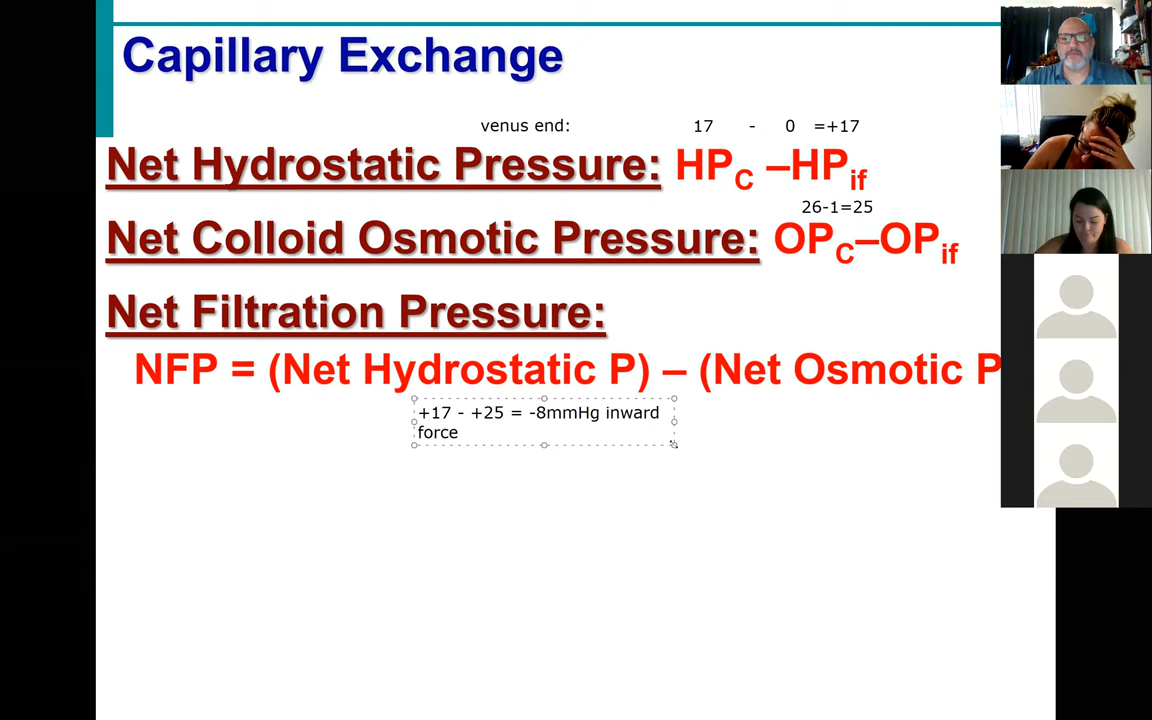 Capillary Exchange
venus end: 17 - 0 =+17
Net Hydrostatic Pressure: HPC –HPif
26-1=25
Net Colloid Osmotic Pressure: OPC–OPif
Net Filtration Pressure:
NFP = (Net Hydrostatic P) – (Net Osmotic P
+17 - +25 = -8mmHg inward
force